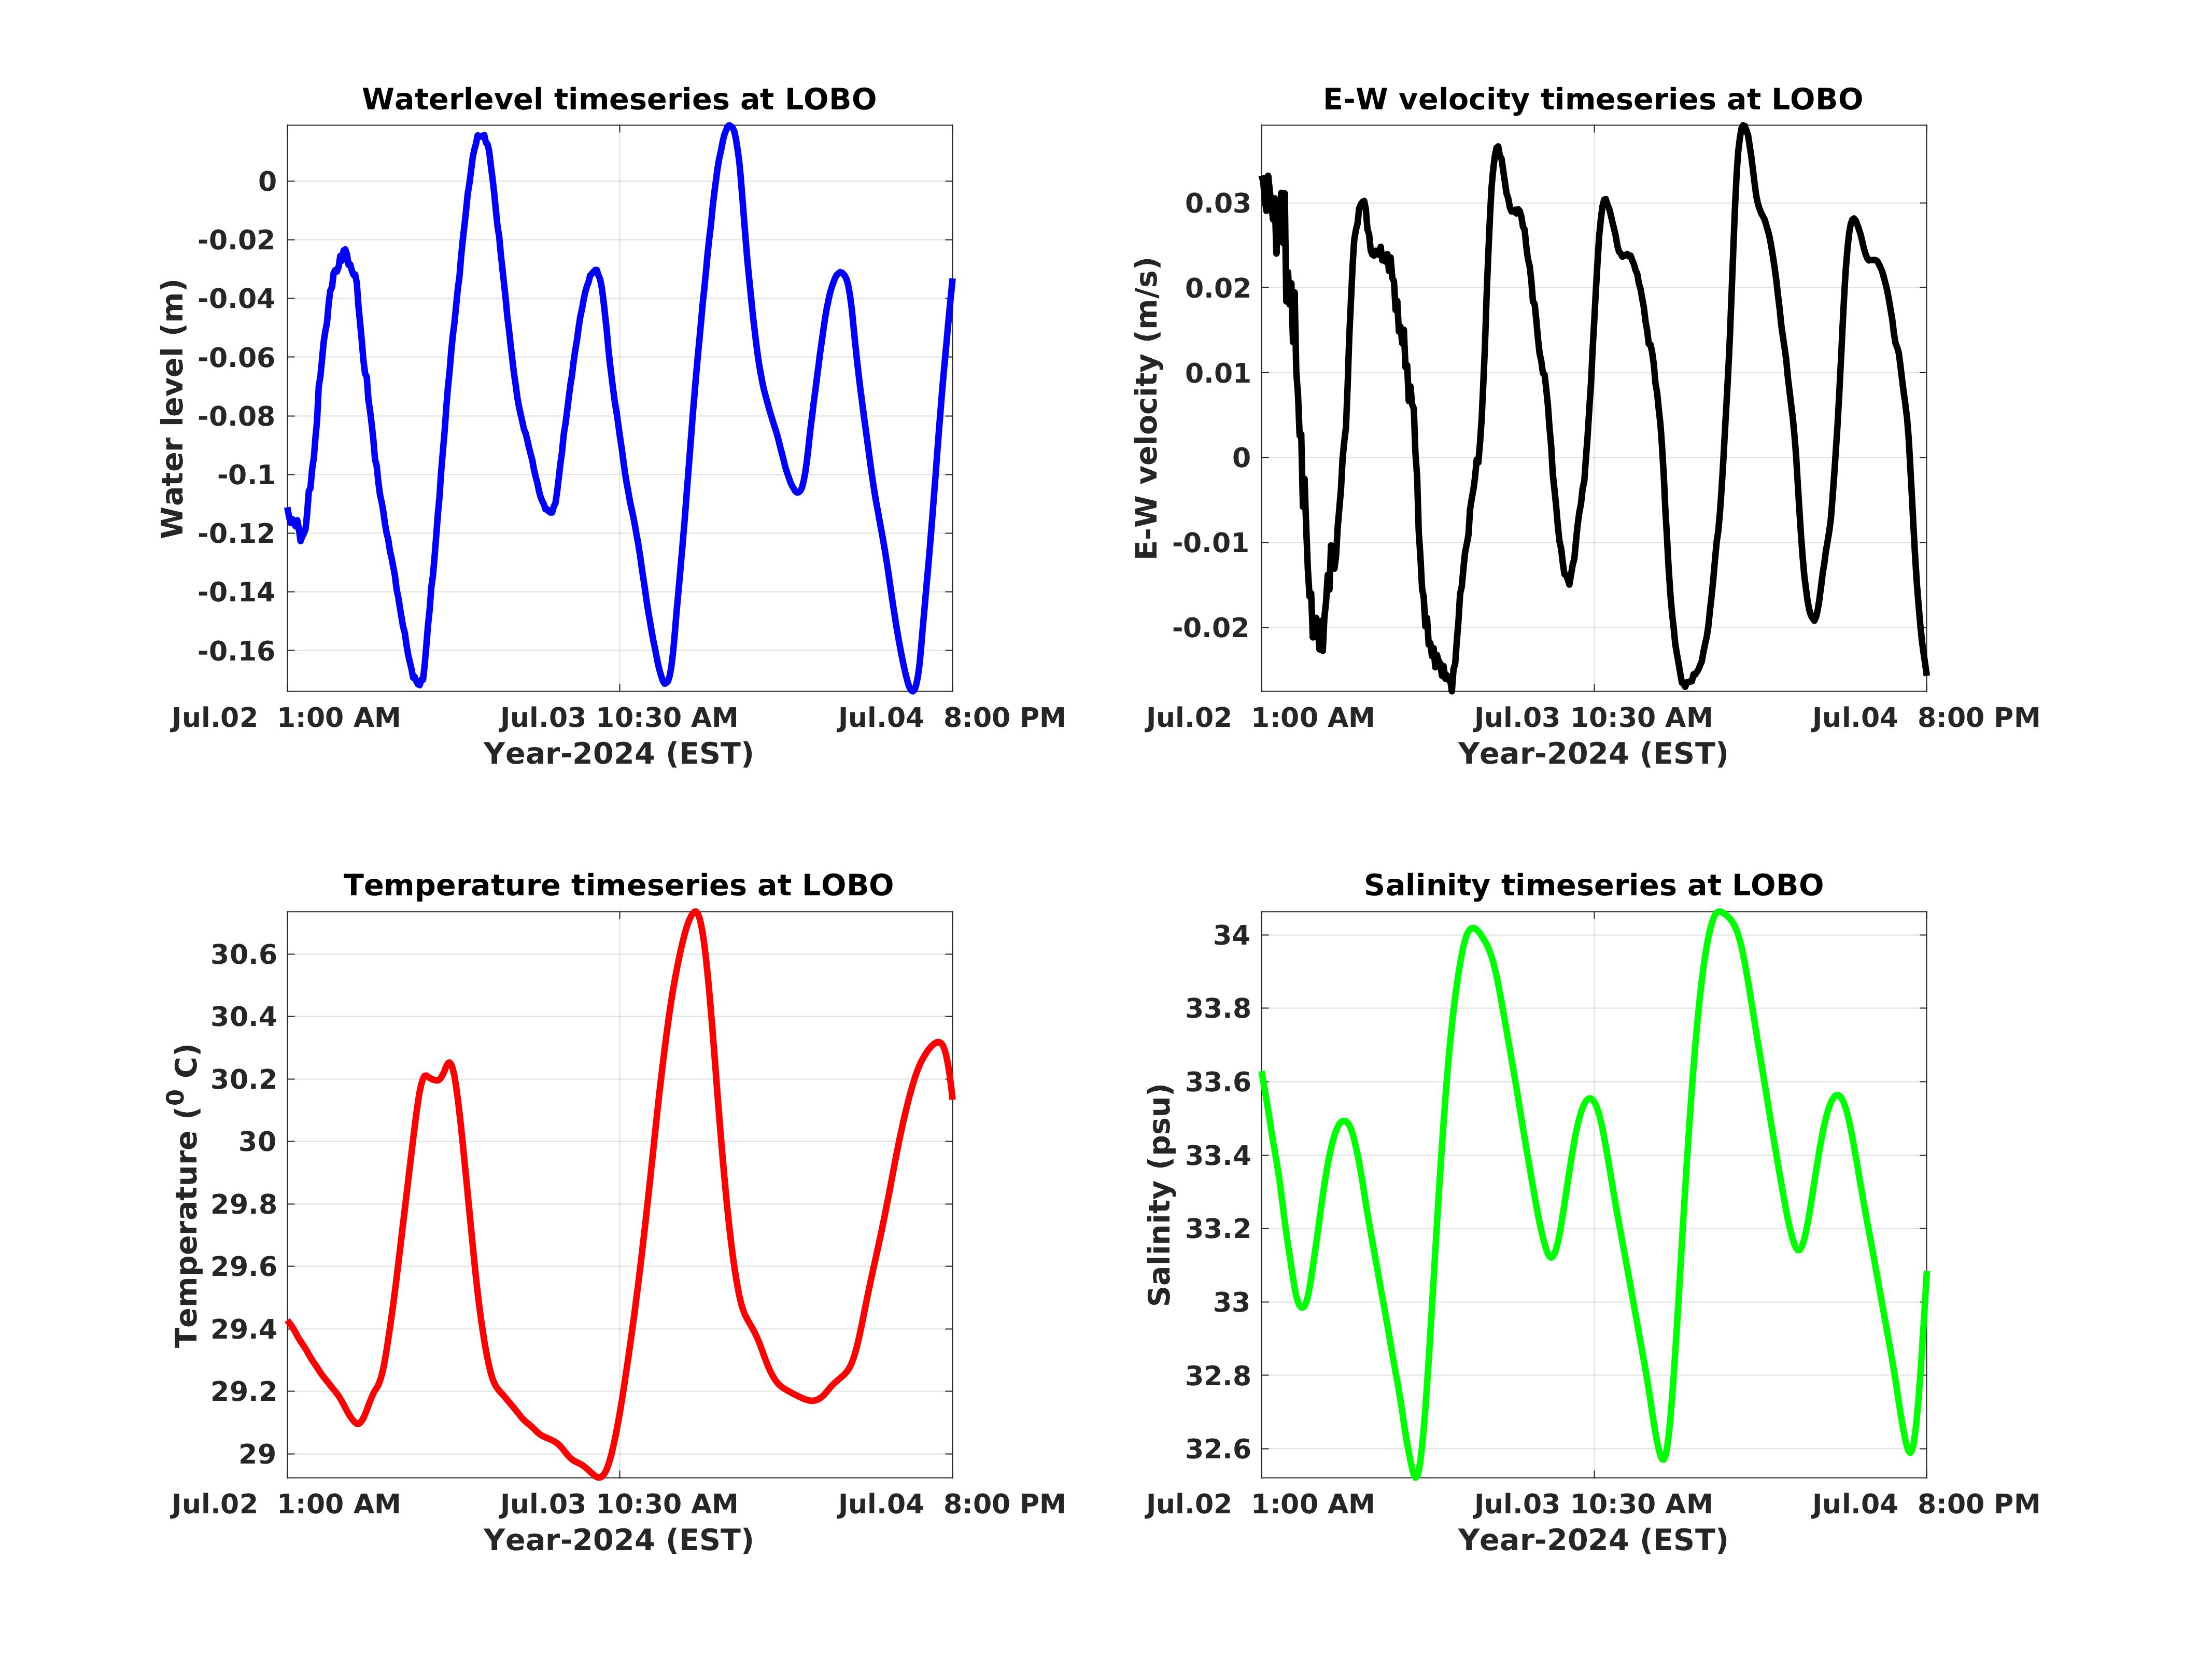 Waterlevel timeseries at LOBO
Water level (m)
0
-0.02
-0.04
-0.06
-0.08
-0.1
-0.12
-0.14
-0.16
Jul.02  1:00 AM
Jul.03 10:30 AM
Jul.04  8:00 PM
Year-2024 (EST)
E-W velocity timeseries at LOBO
E-W velocity (m/s)
0.03
0.02
0.01
0
-0.01
-0.02
Jul.02  1:00 AM
Jul.03 10:30 AM
Jul.04  8:00 PM
Year-2024 (EST)
Temperature timeseries at LOBO
Temperature (⁰ C)
30.6
30.4
30.2
30
29.8
29.6
29.4
29.2
29
Jul.02  1:00 AM
Jul.03 10:30 AM
Jul.04  8:00 PM
Year-2024 (EST)
Salinity timeseries at LOBO
Salinity (psu)
34
33.8
33.6
33.4
33.2
33
32.8
32.6
Jul.02  1:00 AM
Jul.03 10:30 AM
Jul.04  8:00 PM
Year-2024 (EST)